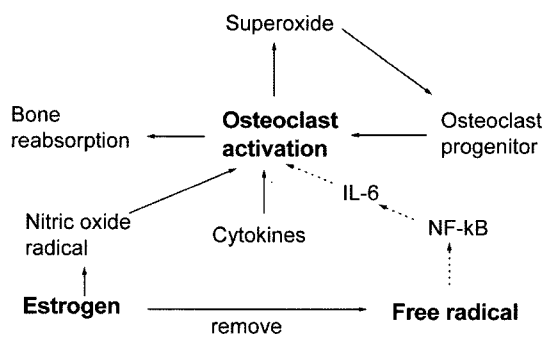 Superoxide
Bone
reabsorption
Osteoclast
activation
Osteoclast
progenitor
IL-6
NF-kB
Nitric oxide
radical
Cytokines
Estrogen
remove
Free radical